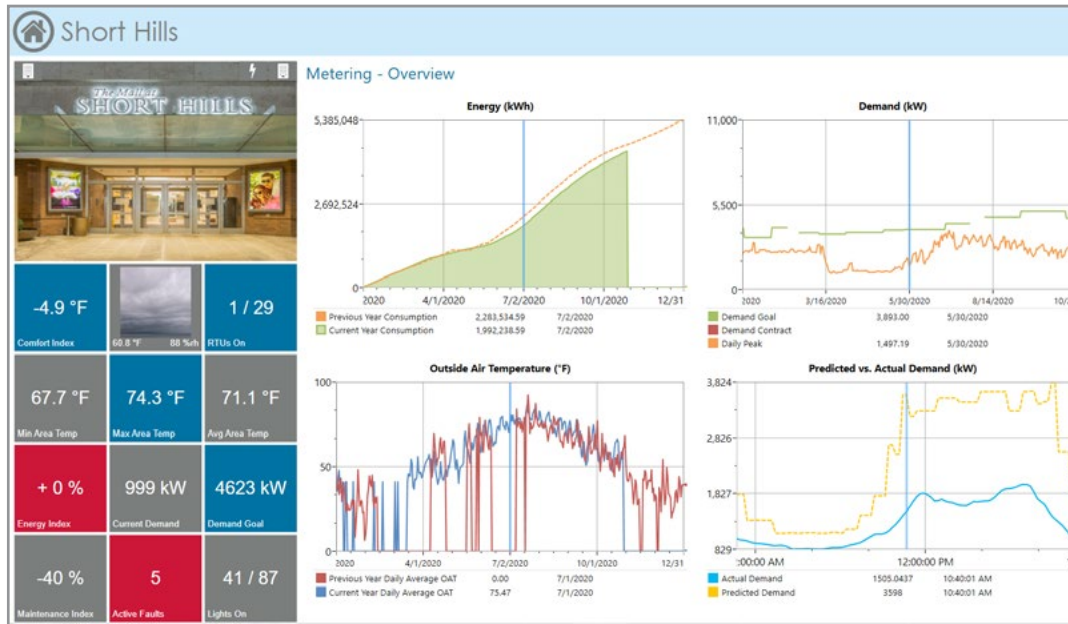 Short Hills
The Mall at
SHORT HILLS
-4.9 °F
Comfort Index
60.8 °F 88 %rh
1 / 29
RTUs On
67.7 °F
Min Area Temp
74.3 °F
Max Area Temp
71.1 °F
Avg Area Temp
+ 0 %
Energy Index
999 kW
Current Demand
4623 kW
Demand Goal
-40 %
Maintenance Index
5
Active Faults
41 / 87
Lights On
Metering - Overview
Energy (kWh)
5,385,048
2,692,524
0
2020 4/1/2020 7/2/2020 10/1/2020 12/31
Previous Year Consumption 2,283,534.59 7/2/2020
Current Year Consumption 1,992,238.59 7/2/2020
Demand (kW)
11,000
5,500
0
2020 3/16/2020 5/30/2020 8/14/2020 10/2
Demand Goal 3,893.00 5/30/2020
Demand Contract
Daily Peak 1,497.19 5/30/2020
Outside Air Temperature (°F)
100
50
0
2020 4/1/2020 7/2/2020 10/1/2020 12/31
Previous Year Daily Average OAT 0.00 7/1/2020
Current Year Daily Average OAT 75.47 7/1/2020
Predicted vs. Actual Demand (kW)
3,824
2,826
1,827
829
:00:00 AM 12:00:00 PM
Actual Demand 1505.0437 10:40:01 AM
Predicted Demand 3598 10:40:01 AM